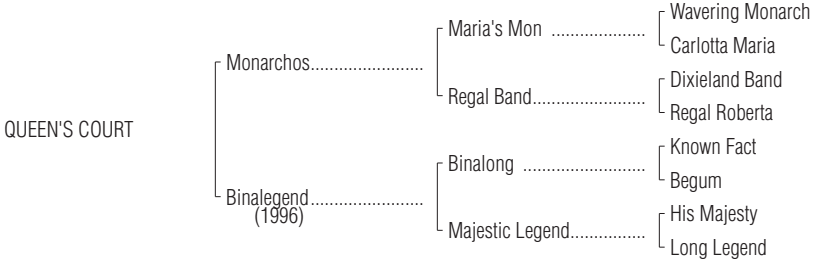 Wavering Monarch
Maria's Mon .....................
Carlotta Maria
Monarchos........................
Dixieland Band
Regal Band.........................
Regal Roberta
QUEEN'S COURT
Known Fact
Binalong ...........................
Begum
Binalegend........................
(1996)
His Majesty
Majestic Legend................
Long Legend